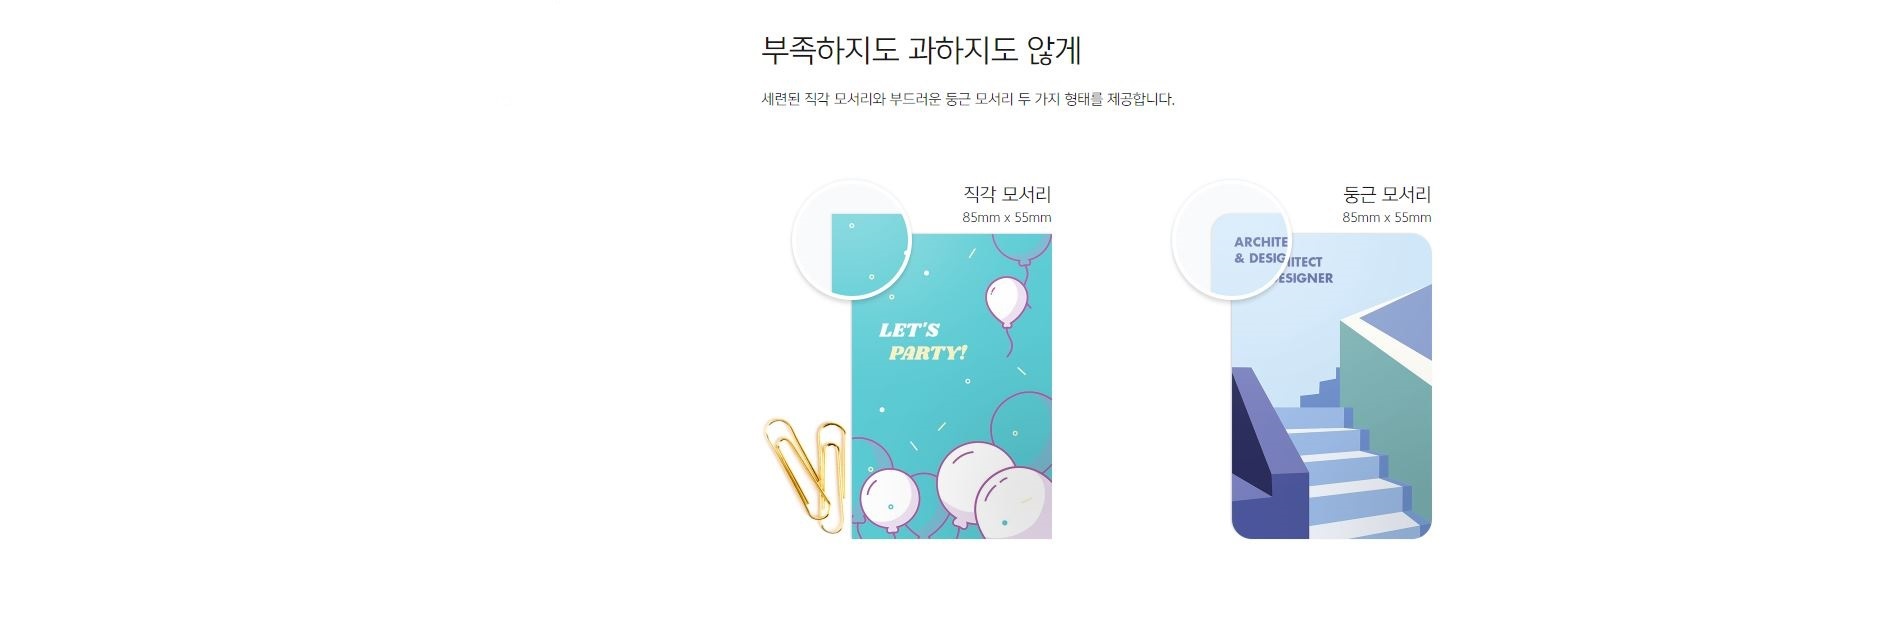 부족하지도 과하지도 않게
세련된 직각 모서리와 부드러운 둥근 모서리 두 가지 형태를 제공합니다.
직각 모서리
85mm x 55mm
LET'S
PARTY!
둥근 모서리
85mm x 55mm
ARCHITE
& DESIG
HITECT
ESIGNER